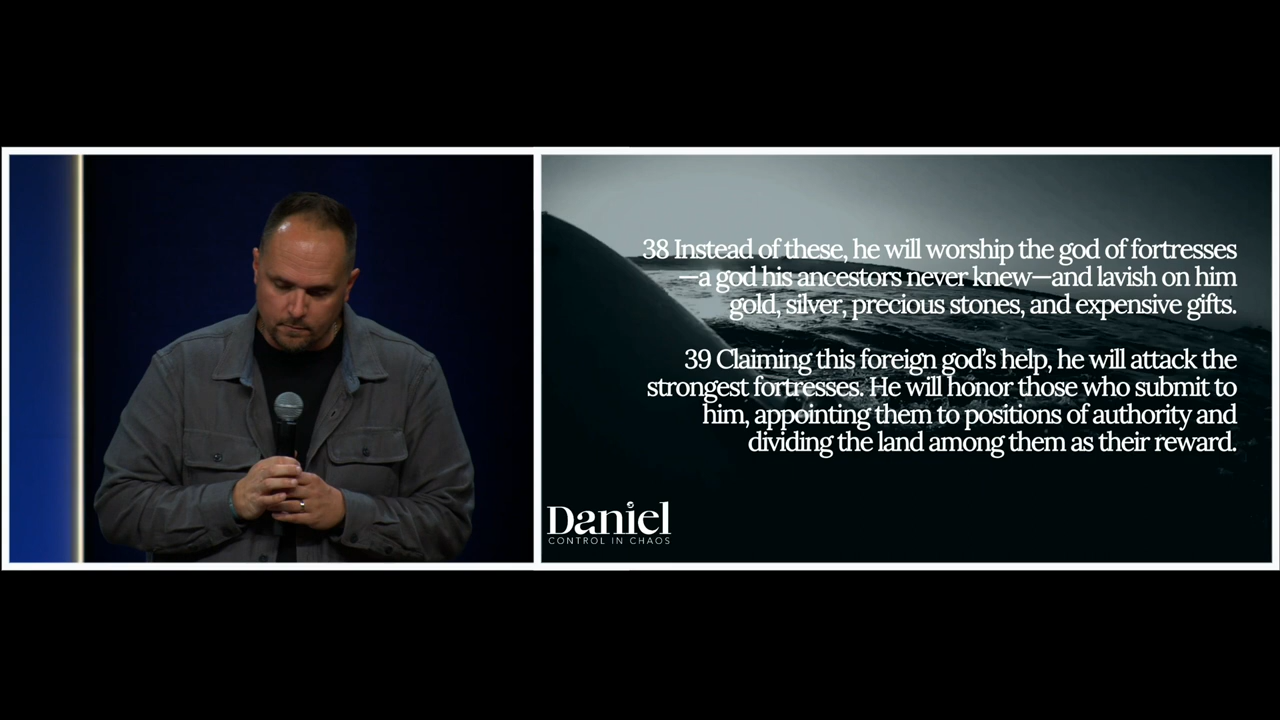 38 Instead of these, he will worship the god of fortresses
—a god his ancestors never knew—and lavish on him
gold, silver, precious stones, and expensive gifts.
39 Claiming this foreign god's help, he will attack the
strongest fortresses. He will honor those who submit to
him, appointing them to positions of authority and
dividing the land among them as their reward.
Daniel
CONTROL IN CHAOS